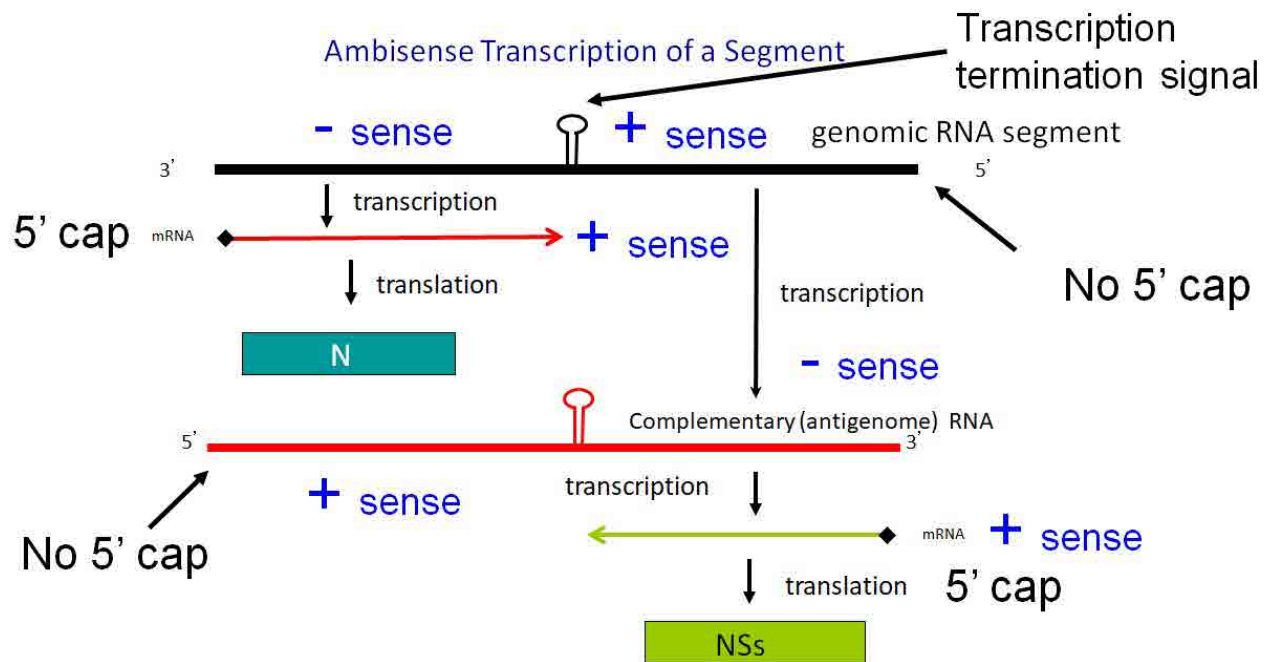 Ambisense Transcription of a Segment
Transcription
termination signal
- sense
+ sense
genomic RNA segment
3'
5'
transcription
5' cap
mRNA
+ sense
No 5' cap
translation
transcription
N
- sense
Complementary (antigenome) RNA
5'
3'
+ sense
transcription
No 5' cap
mRNA
+ sense
translation
5' cap
NSs